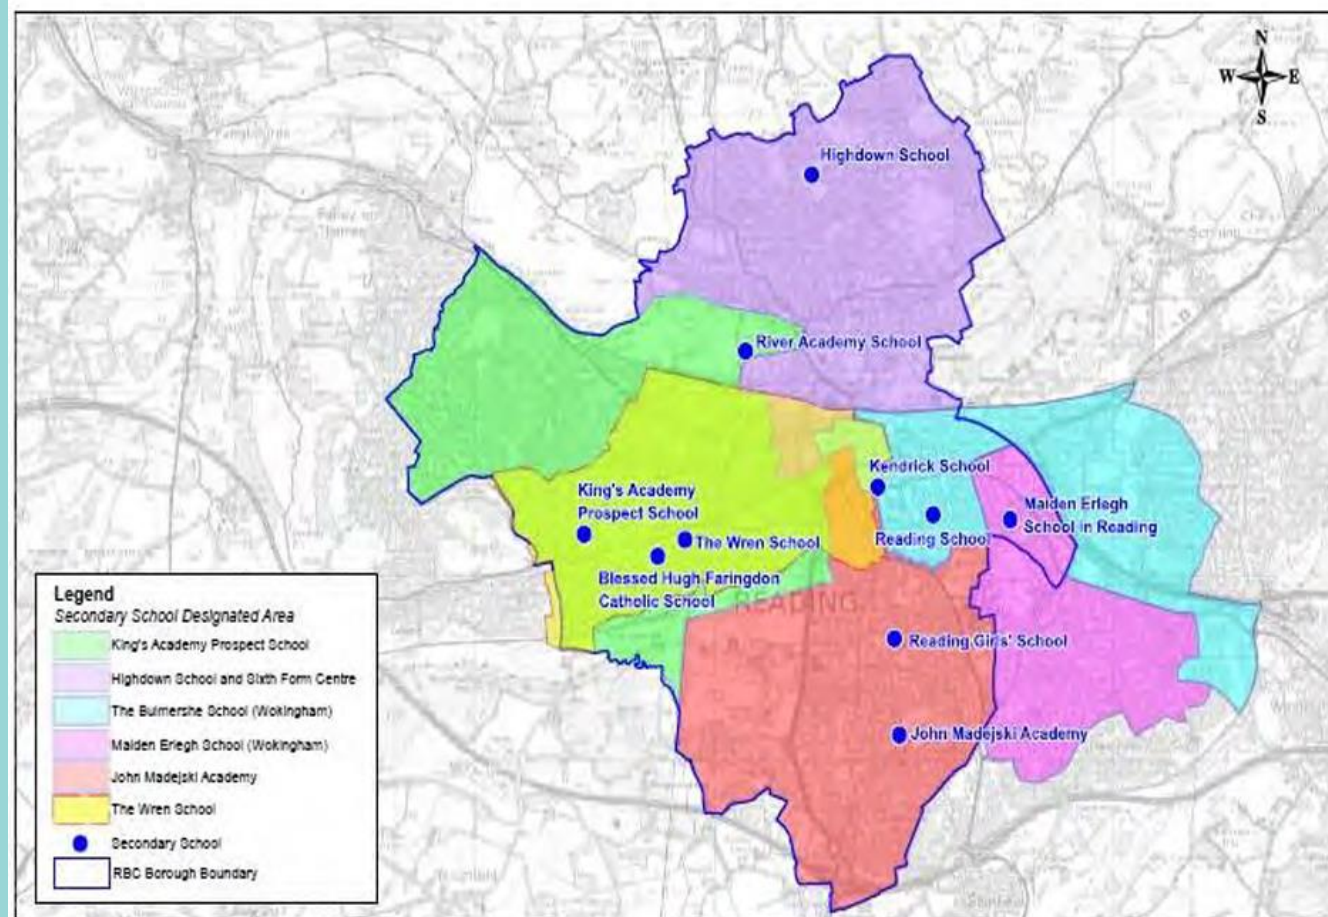 N
W E
S
Highdown School
River Academy School
Kendrick School
King's Academy
Prospect School
Maiden Erlegh
School in Reading
Reading School
The Wren School
Blessed Hugh Faringdon
Catholic School
READING
Reading Girls' School
John Madejski Academy
Legend
Secondary School Designated Area
King's Academy Prospect School
Highdown School and Sixth Form Centre
The Bulmershe School (Wokingham)
Maiden Erlegh School (Wokingham)
John Madejski Academy
The Wren School
Secondary School
RBC Borough Boundary